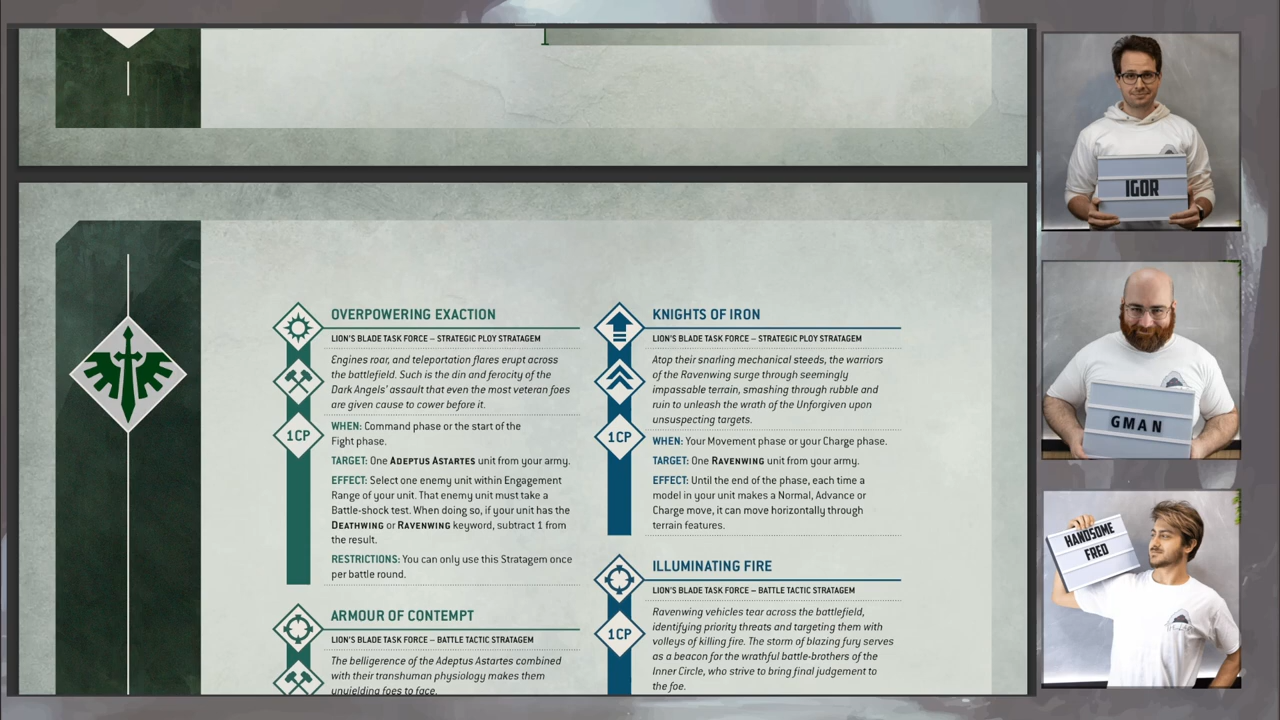 OVERPOWERING EXACTION
LION'S BLADE TASK FORCE – STRATEGIC PLOY STRATAGEM
Engines roar, and teleportation flares erupt across
the battlefield. Such is the din and ferocity of the
Dark Angels' assault that even the most veteran foes
are given cause to cower before it.
1CP
WHEN: Command phase or the start of the
Fight phase.
TARGET: One ADEPTUS ASTARTES unit from your army.
EFFECT: Select one enemy unit within Engagement
Range of your unit. That enemy unit must take a
Battle-shock test. When doing so, if your unit has the
DEATHWING or RAVENWING keyword, subtract 1 from
the result.
RESTRICTIONS: You can only use this Stratagem once
per battle round.
ARMOUR OF CONTEMPT
LION'S BLADE TASK FORCE – BATTLE TACTIC STRATAGEM
The belligerence of the Adeptus Astartes combined
with their transhuman physiology makes them
unyielding foes to face.
KNIGHTS OF IRON
LION'S BLADE TASK FORCE – STRATEGIC PLOY STRATAGEM
Atop their snarling mechanical steeds, the warriors
of the Ravenwing surge through seemingly
impassable terrain, smashing through rubble and
ruin to unleash the wrath of the Unforgiven upon
unsuspecting targets.
1CP
WHEN: Your Movement phase or your Charge phase.
TARGET: One RAVENWING unit from your army.
EFFECT: Until the end of the phase, each time a
model in your unit makes a Normal, Advance or
Charge move, it can move horizontally through
terrain features.
ILLUMINATING FIRE
LION'S BLADE TASK FORCE – BATTLE TACTIC STRATAGEM
1CP
Ravenwing vehicles tear across the battlefield,
identifying priority threats and targeting them with
volleys of killing fire. The storm of blazing fury serves
as a beacon for the wrathful battle-brothers of the
Inner Circle, who strive to bring final judgement to
the foe.
IGOR
GMAN
HANDSOME
FRED